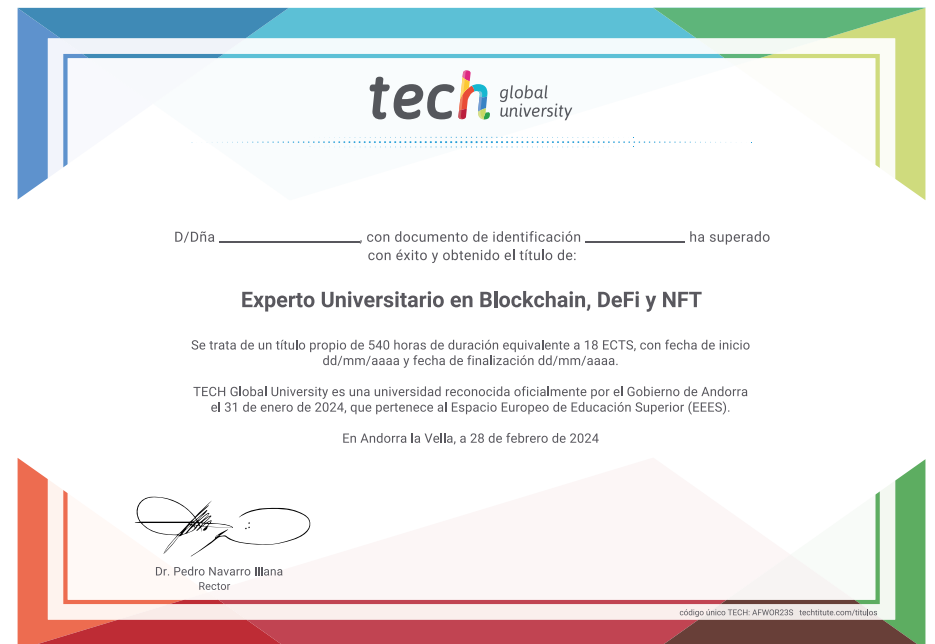 tech global university
D/Dña ____________, con documento de identificación ____________ ha superado
con éxito y obtenido el título de:
Experto Universitario en Blockchain, DeFi y NFT
Se trata de un título propio de 540 horas de duración equivalente a 18 ECTS, con fecha de inicio
dd/mm/aaaa y fecha de finalización dd/mm/aaaa.
TECH Global University es una universidad reconocida oficialmente por el Gobierno de Andorra
el 31 de enero de 2024, que pertenece al Espacio Europeo de Educación Superior (EEES).
En Andorra la Vella, a 28 de febrero de 2024
Dr. Pedro Navarro Illana
Rector
código único TECH: AFWOR23S techtitute.com/titulos